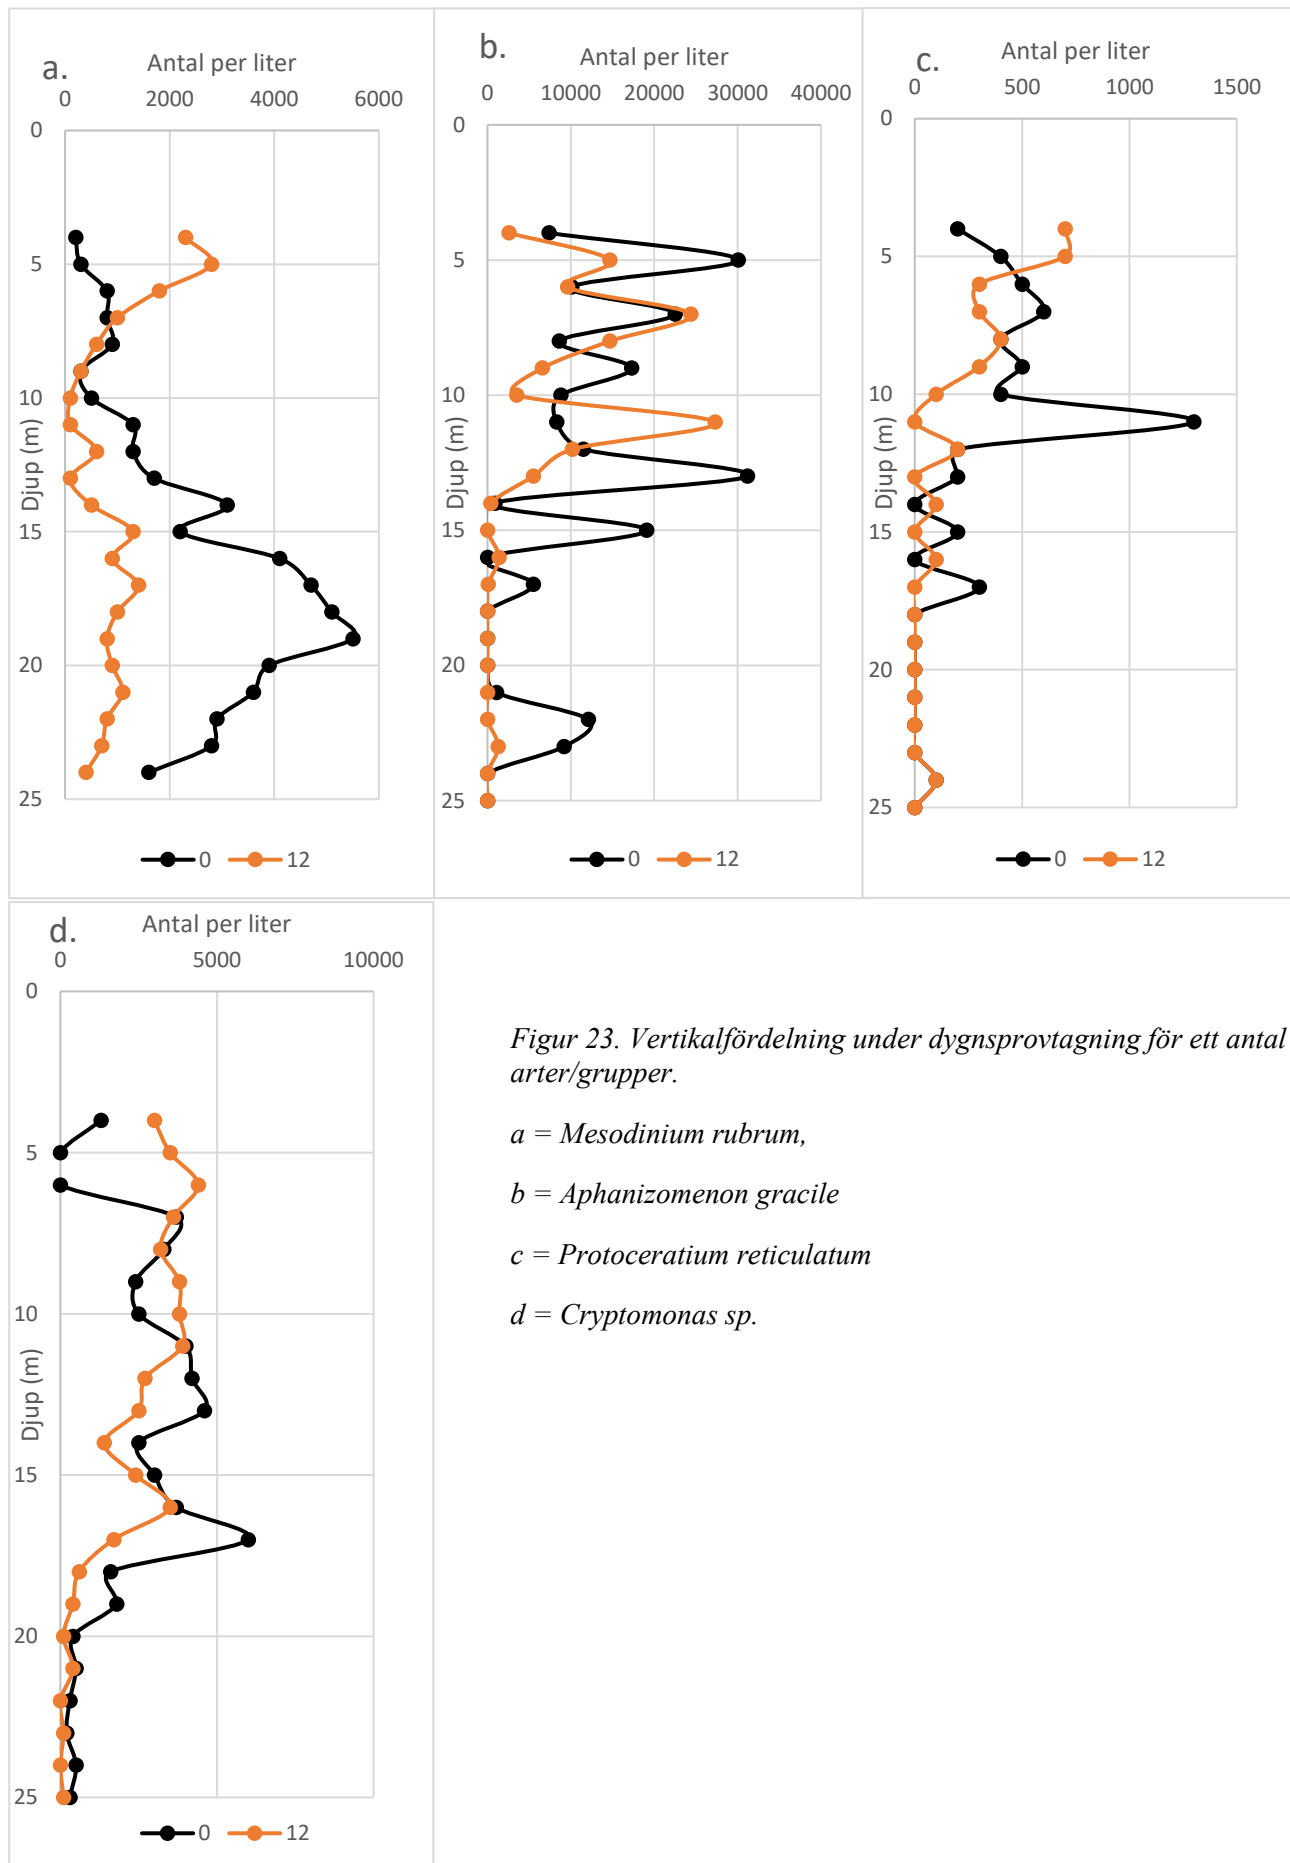 a.
Antal per liter
0 2000 4000 6000
0
5
10
15
20
25
Djup (m)
0 12
b.
Antal per liter
0 10000 20000 30000 40000
0
5
10
15
20
25
Djup (m)
0 12
c.
Antal per liter
0 500 1000 1500
0
5
10
15
20
25
Djup (m)
0 12
d.
Antal per liter
0 5000 10000
0
5
10
15
20
25
Djup (m)
0 12
Figur 23. Vertikalfördelning under dygnsprovtagning för ett antal
arter/grupper.
a = Mesodinium rubrum,
b = Aphanizomenon gracile
c = Protoceratium reticulatum
d = Cryptomonas sp.